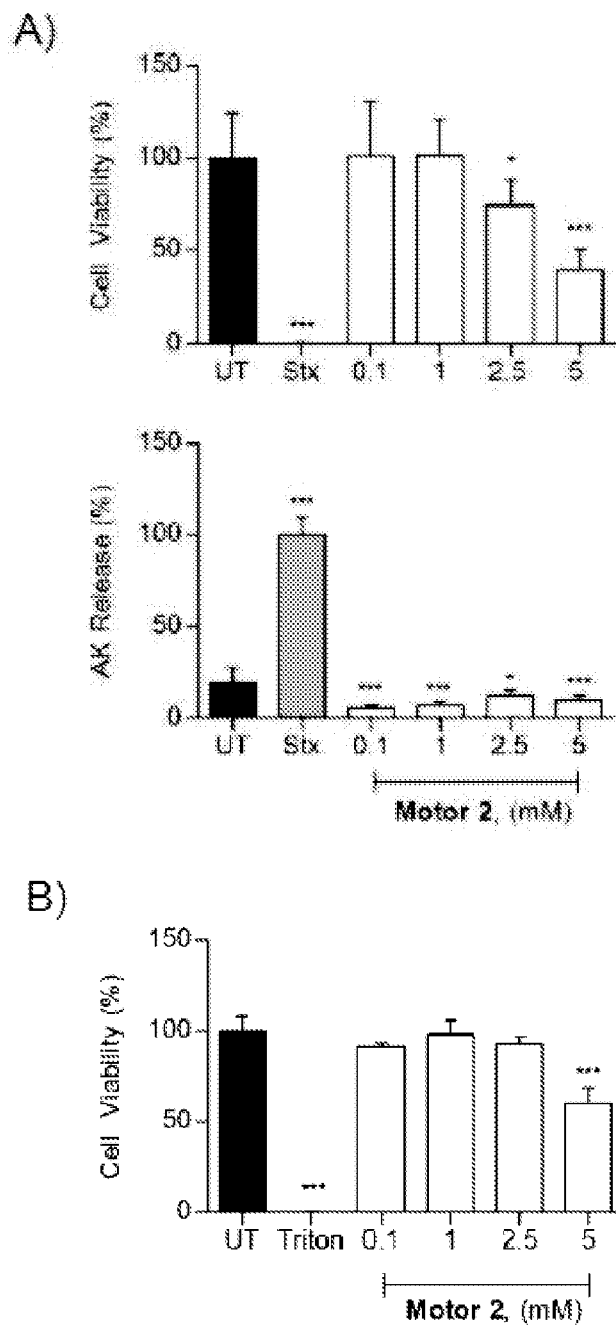 A)
Cell Viability (%)
150
100
50
0
***
*
***
UT Stx 0.1 1 2.5 5
AK Release (%)
150
100
50
0
***
***
***
*
***
UT Stx 0.1 1 2.5 5
Motor 2, (mM)
B)
Cell Viability (%)
150
100
50
0
***
***
UT Triton 0.1 1 2.5 5
Motor 2, (mM)